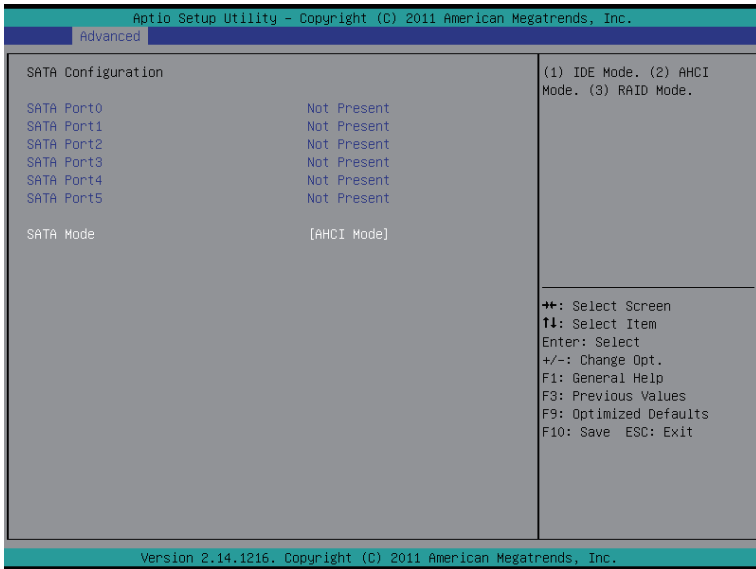 Aptio Setup Utility – Copyright (C) 2011 American Megatrends, Inc.
Advanced
SATA Configuration
SATA Port0 Not Present
SATA Port1 Not Present
SATA Port2 Not Present
SATA Port3 Not Present
SATA Port4 Not Present
SATA Port5 Not Present
SATA Mode [AHCI Mode]
(1) IDE Mode. (2) AHCI
Mode. (3) RAID Mode.
→←: Select Screen
↑↓: Select Item
Enter: Select
+/-: Change Opt.
F1: General Help
F3: Previous Values
F9: Optimized Defaults
F10: Save ESC: Exit
Version 2.14.1216. Copyright (C) 2011 American Megatrends, Inc.